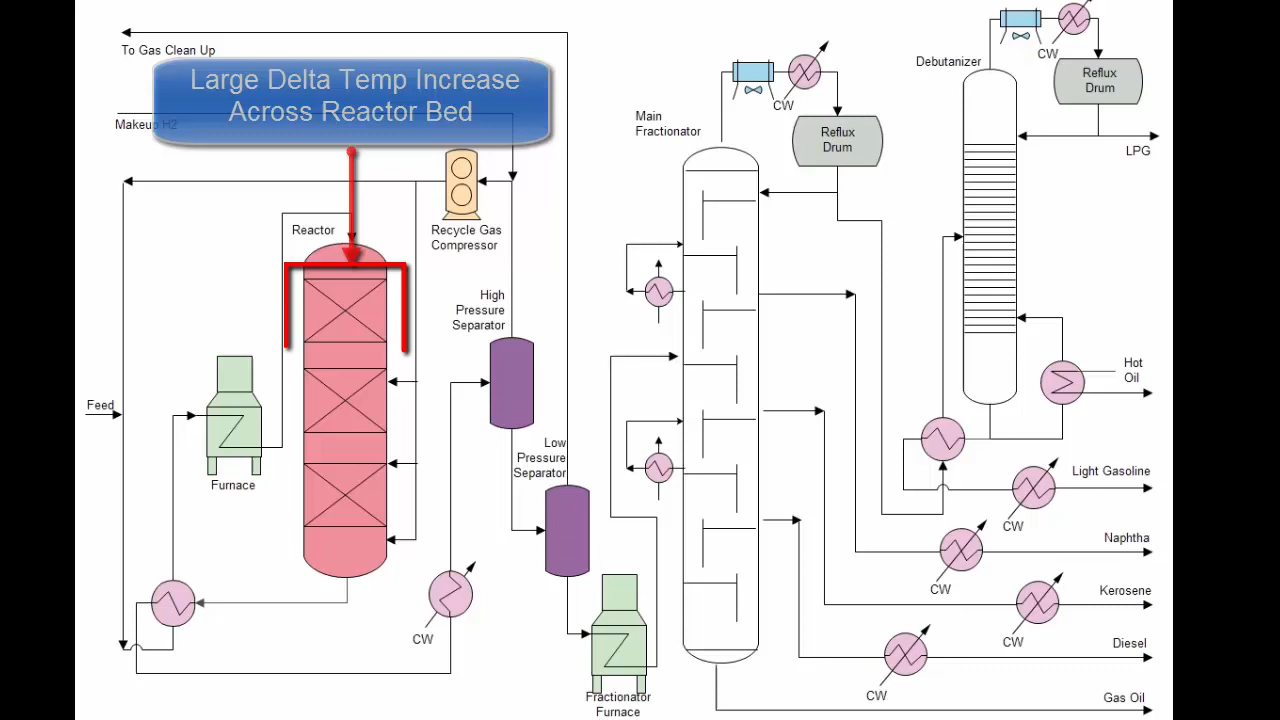 To Gas Clean Up
Large Delta Temp Increase
Across Reactor Bed
Makeup H2
Reactor
Recycle Gas
Compressor
High
Pressure
Separator
Low
Pressure
Separator
Feed
Furnace
CW
Fractionator
Furnace
Main
Fractionator
CW
Reflux
Drum
Debutanizer
CW
Reflux
Drum
LPG
Hot
Oil
Light Gasoline
CW
Naphtha
CW
Kerosene
CW
Diesel
CW
Gas Oil